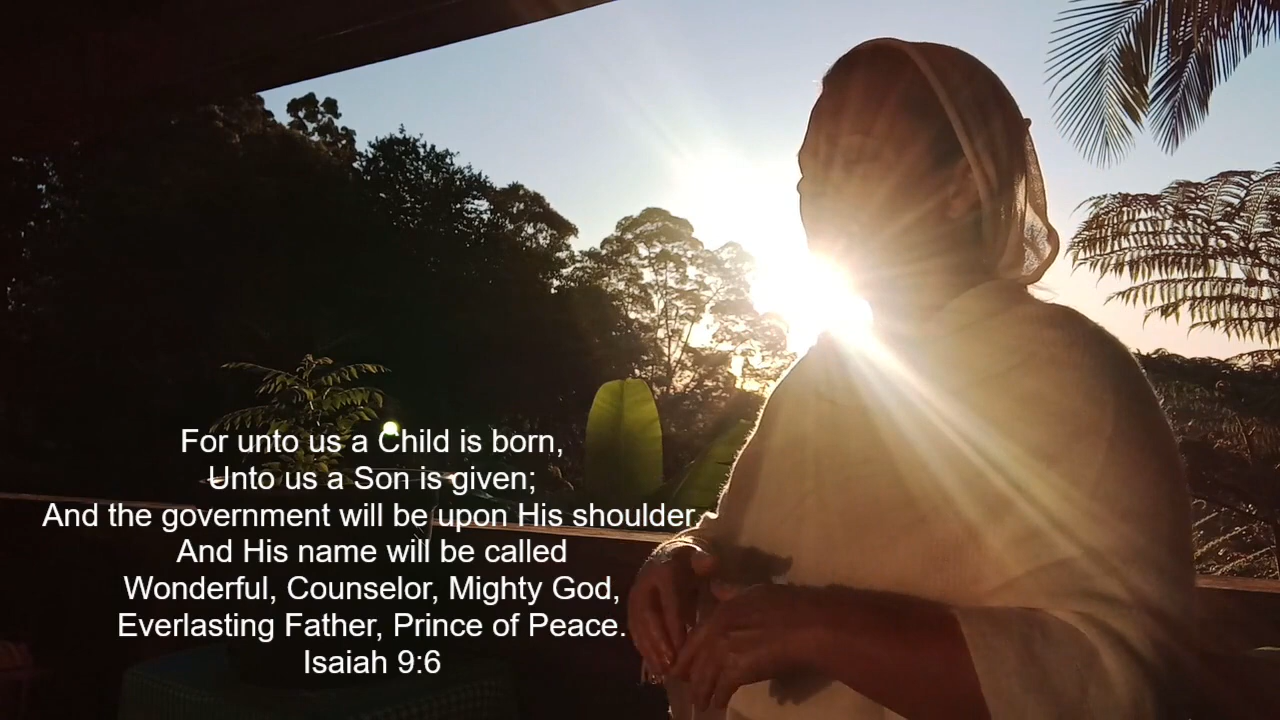 For unto us a Child is born,
Unto us a Son is given;
And the government will be upon His shoulder.
And His name will be called
Wonderful, Counselor, Mighty God,
Everlasting Father, Prince of Peace.
Isaiah 9:6